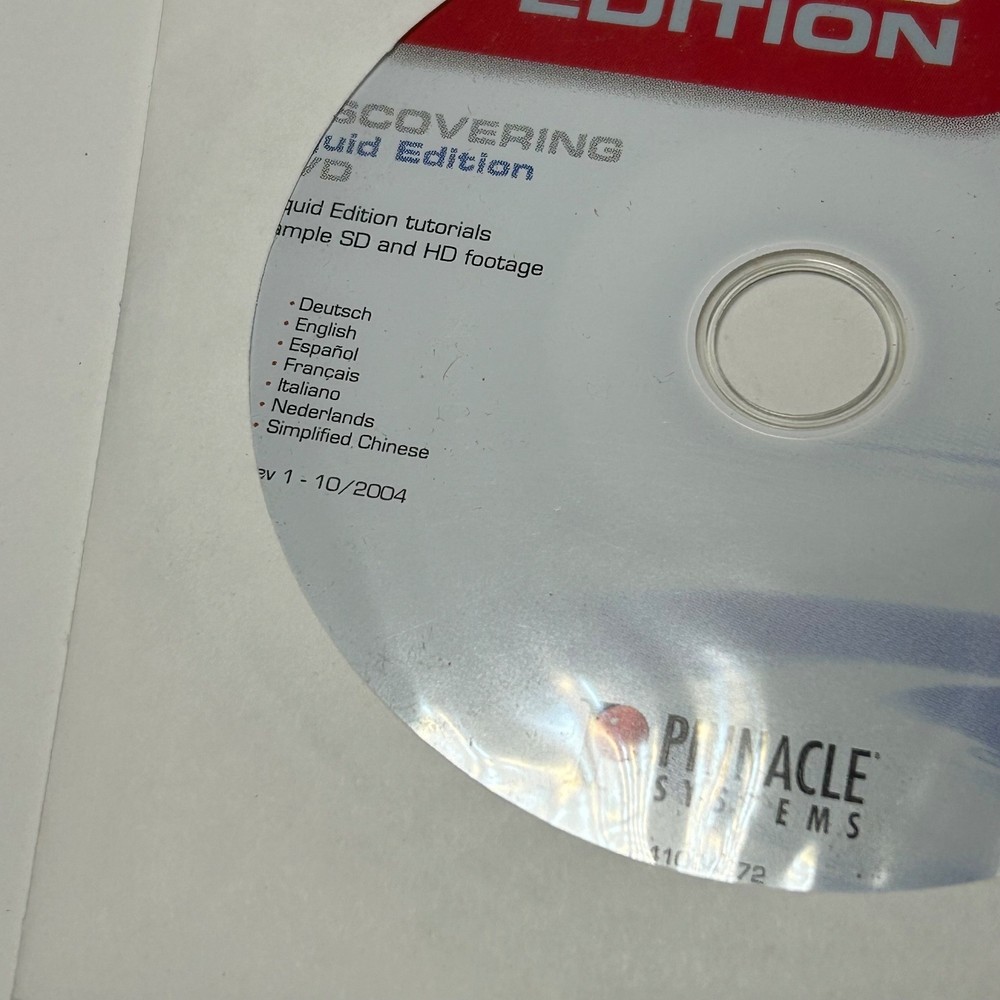 EDITION
SCOVERING
uid Edition
VD
quid Edition tutorials
ample SD and HD footage
• Deutsch
• English
• Español
• Français
• Italiano
• Nederlands
• Simplified Chinese
ev 1 - 10/2004
PINNACLE
SYSTEMS